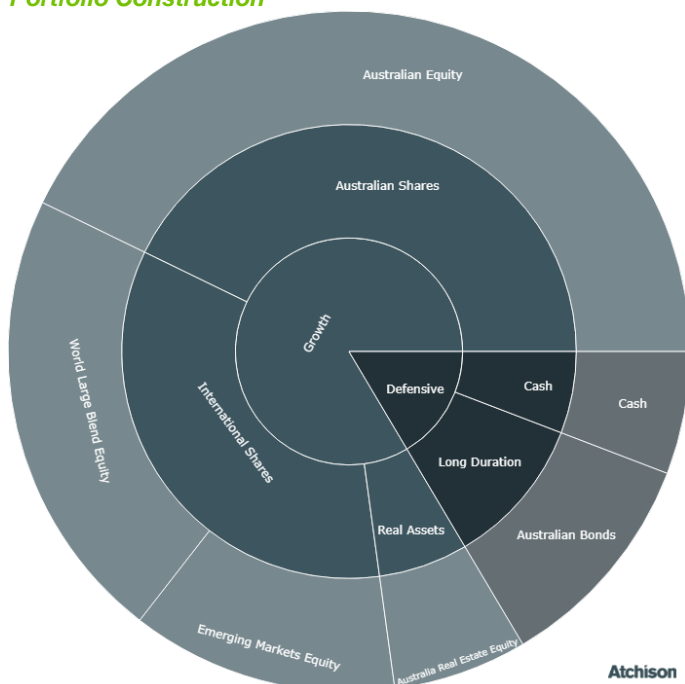 Portfolio Construction
Australian Equity
Australian Shares
Growth
Defensive
Cash
Cash
World Large Blend Equity
International Shares
Long Duration
Real Assets
Australian Bonds
Emerging Markets Equity
Australia Real Estate Equity
Atchison